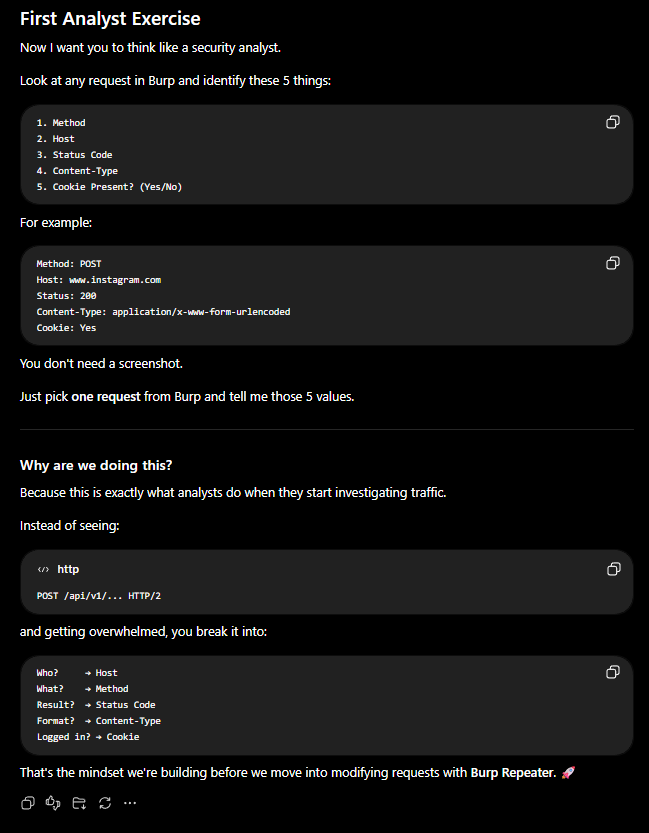 First Analyst Exercise
Now I want you to think like a security analyst.
Look at any request in Burp and identify these 5 things:
1. Method
2. Host
3. Status Code
4. Content-Type
5. Cookie Present? (Yes/No)
For example:
Method: POST
Host: www.instagram.com
Status: 200
Content-Type: application/x-www-form-urlencoded
Cookie: Yes
You don't need a screenshot.
Just pick one request from Burp and tell me those 5 values.
Why are we doing this?
Because this is exactly what analysts do when they start investigating traffic.
Instead of seeing:
</> http
POST /api/v1/... HTTP/2
and getting overwhelmed, you break it into:
Who? → Host
What? → Method
Result? → Status Code
Format? → Content-Type
Logged in? → Cookie
That's the mindset we're building before we move into modifying requests with Burp Repeater. 🚀